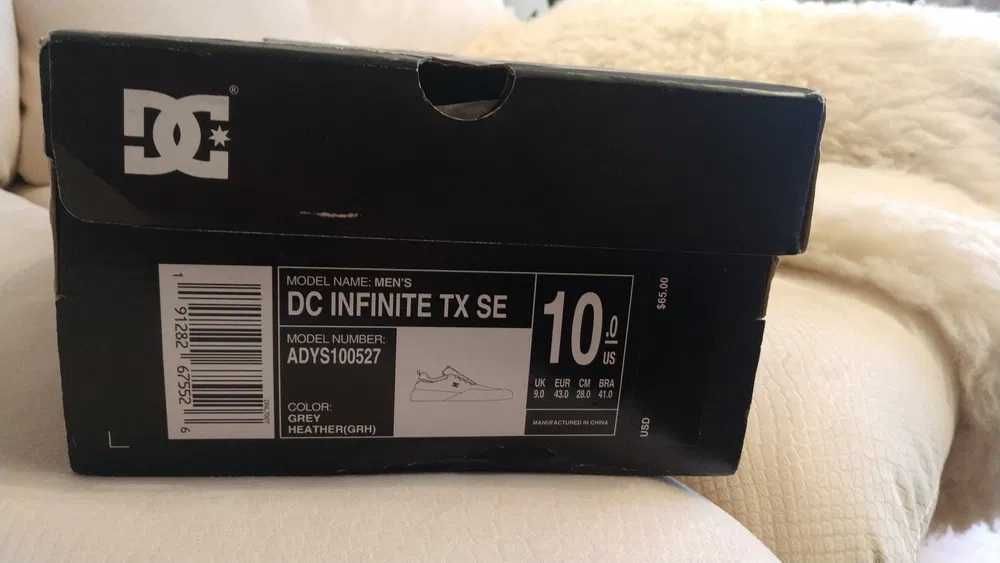 DC®
MODEL NAME: MEN'S
DC INFINITE TX SE
MODEL NUMBER:
ADYS100527
COLOR:
GREY
HEATHER(GRH)
10.0
US
UK EUR CM BRA
9.0 43.0 28.0 41.0
MANUFACTURED IN CHINA
$65.00
USD
1 91282 67552 6